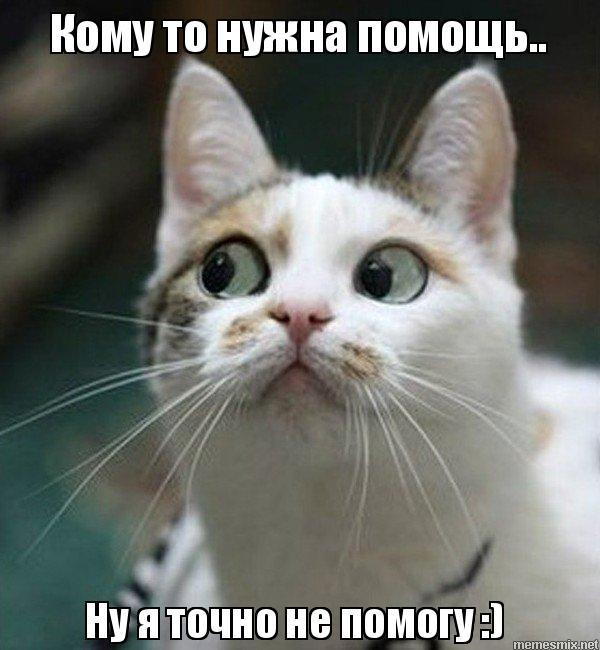 Кому то нужна помощь..
Ну я точно не помогу :)
memesmix.net